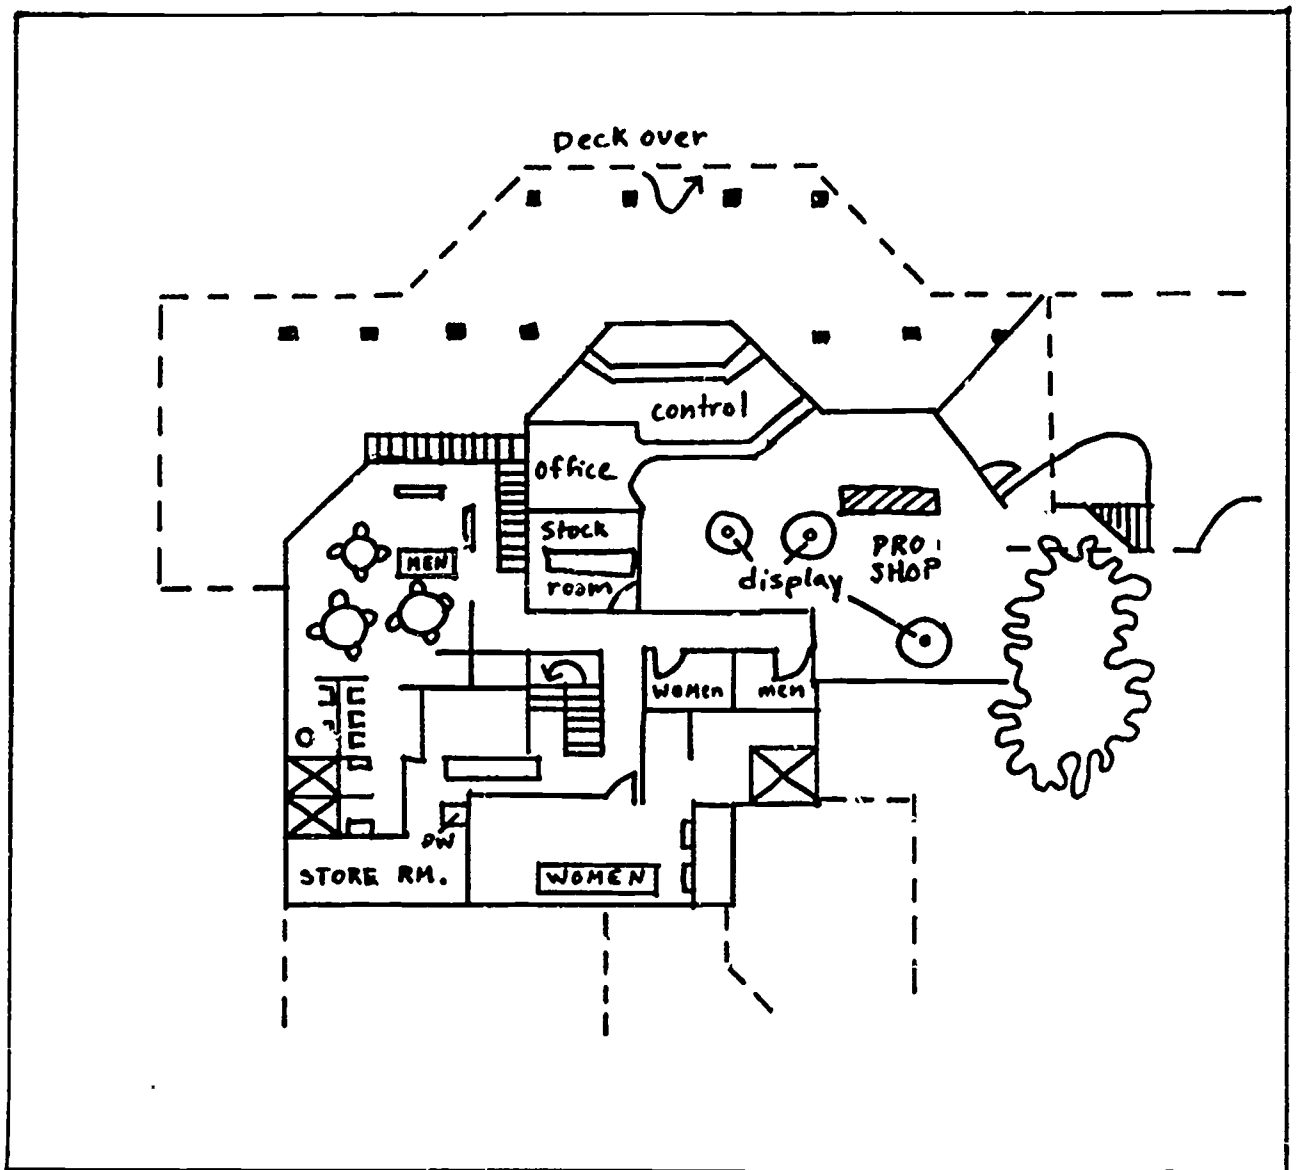 Deck over
control
office
Stock
room
MEN
PRO
SHOP
display
women
men
DW
STORE RM.
WOMEN